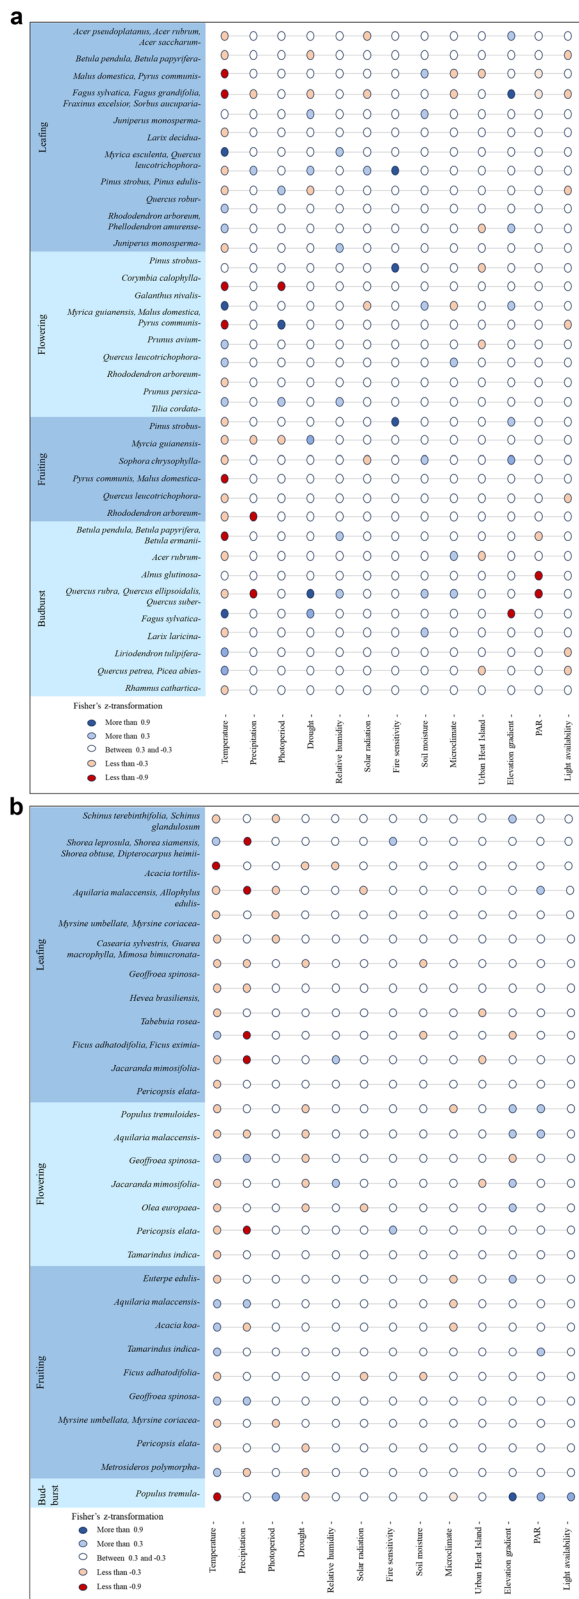 a
Leafing
Acer pseudoplatanus, Acer rubrum,
Acer saccharum-
Betula pendula, Betula papyrifera-
Malus domestica, Pyrus communis-
Fagus sylvatica, Fagus grandifolia,
Fraxinus excelsior, Sorbus aucuparia-
Juniperus monosperma-
Larix decidua-
Myrica esculenta, Quercus
leucotrichophora-
Pinus strobus, Pinus edulis-
Quercus robur-
Rhododendron arboreum,
Phellodendron amurense-
Juniperus monosperma-
Flowering
Pinus strobus-
Corymbia calophylla-
Galanthus nivalis-
Myrica guianensis, Malus domestica,
Pyrus communis-
Prunus avium-
Quercus leucotrichophora-
Rhododendron arboreum-
Prunus persica-
Tilia cordata-
Fruiting
Pinus strobus-
Myrcia guianensis-
Sophora chrysophylla-
Pyrus communis, Malus domestica-
Quercus leucotrichophora-
Rhododendron arboreum-
Budburst
Betula pendula, Betula papyrifera,
Betula ermanii-
Acer rubrum-
Alnus glutinosa-
Quercus rubra, Quercus ellipsoidalis,
Quercus suber-
Fagus sylvatica-
Larix laricina-
Liriodendron tulipifera-
Quercus petrea, Picea abies-
Rhamnus cathartica-
Fisher's z-transformation
More than 0.9
More than 0.3
Between 0.3 and -0.3
Less than -0.3
Less than -0.9
Temperature -
Precipitation -
Photoperiod -
Drought -
Relative humidity -
Solar radiation -
Fire sensitivity -
Soil moisture -
Microclimate -
Urban Heat Island -
Elevation gradient -
PAR -
Light availability -
b
Leafing
Schinus terebinthifolia, Schinus
glandulosum
Shorea leprosula, Shorea siamensis,
Shorea obtuse, Dipterocarpus heimii-
Acacia tortilis-
Aquilaria malaccensis, Allophylus
edulis-
Myrsine umbellate, Myrsine coriacea-
Casearia sylvestris, Guarea
macrophylla, Mimosa bimucronata-
Geoffroea spinosa-
Hevea brasiliensis,
Tabebuia rosea-
Ficus adhatodifolia, Ficus eximia-
Jacaranda mimosifolia-
Pericopsis elata-
Flowering
Populus tremuloides-
Aquilaria malaccensis-
Geoffroea spinosa-
Jacaranda mimosifolia-
Olea europaea-
Pericopsis elata-
Tamarindus indica-
Fruiting
Euterpe edulis-
Aquilaria malaccensis-
Acacia koa-
Tamarindus indica-
Ficus adhatodifolia-
Geoffroea spinosa-
Myrsine umbellata, Myrsine coriacea-
Pericopsis elata-
Metrosideros polymorpha-
Bud-
burst
Populus tremula-
Fisher's z-transformation
More than 0.9
More than 0.3
Between 0.3 and -0.3
Less than -0.3
Less than -0.9
Temperature -
Precipitation -
Photoperiod -
Drought -
Relative humidity -
Solar radiation -
Fire sensitivity -
Soil moisture -
Microclimate -
Urban Heat Island -
Elevation gradient -
PAR -
Light availability -